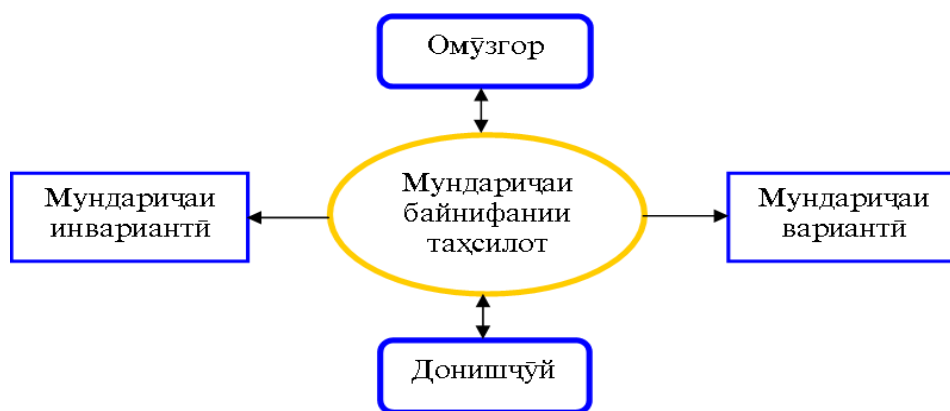 Омӯзгор
Мундариҷаи
инвариантӣ
Мундариҷаи
байнифании
таҳсилот
Мундариҷаи
вариантӣ
Донишҷӯй